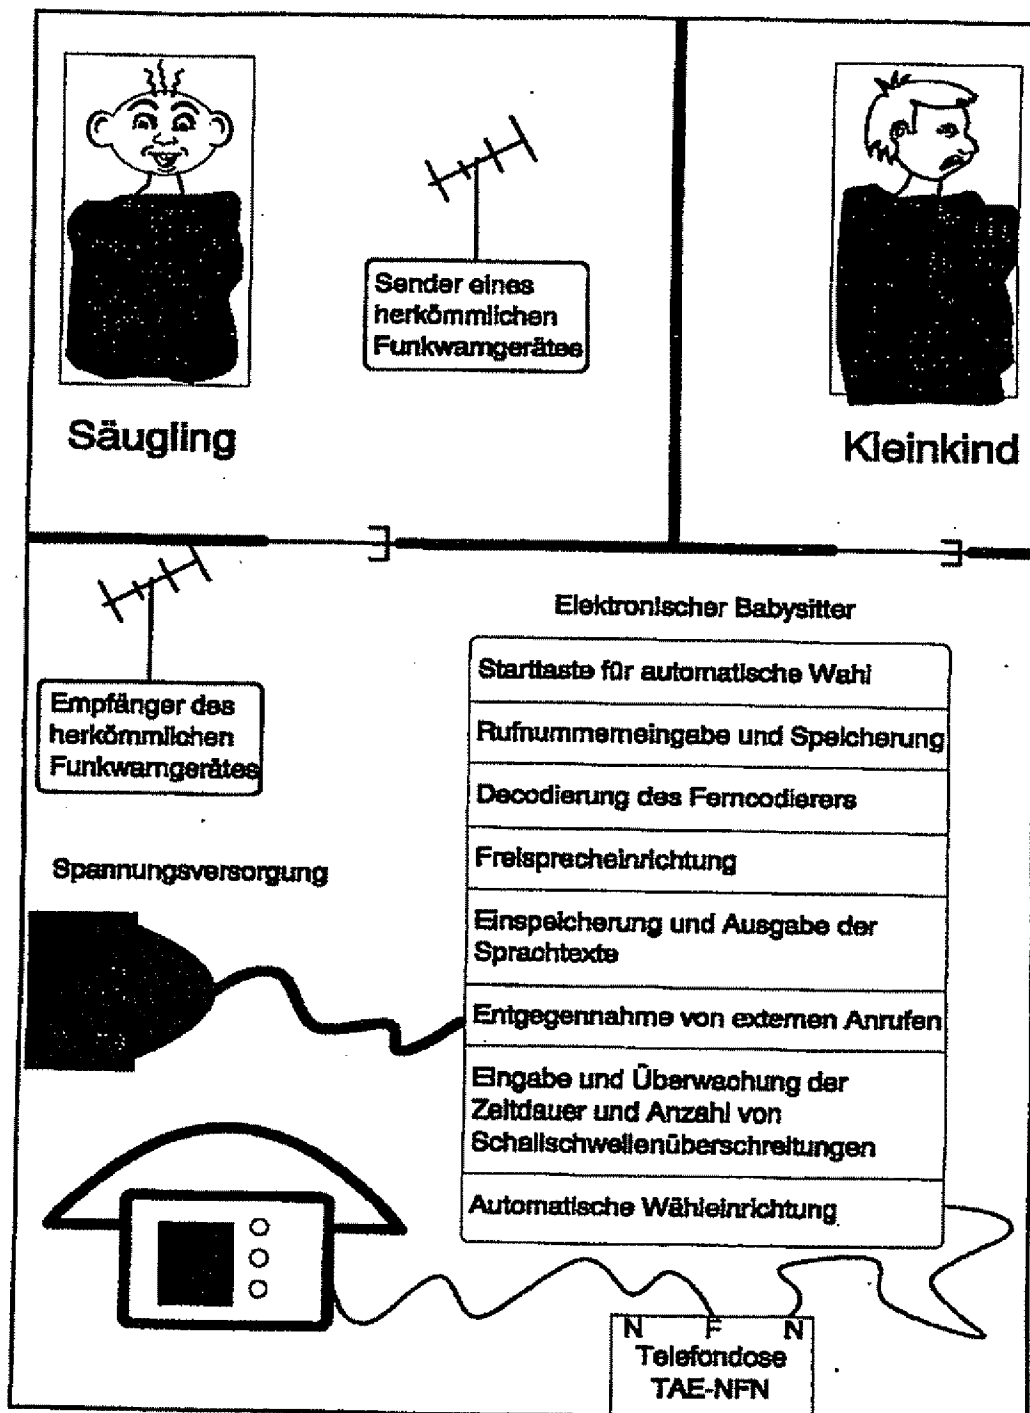 Sender eines
herkömmlichen
Funkwarngerätes
Säugling
Kleinkind
Elektronischer Babysitter
Starttaste für automatische Wahl
Rufnummerneingabe und Speicherung
Decodierung des Ferncodierers
Freisprecheinrichtung
Einspeicherung und Ausgabe der
Sprachtexte
Entgegennahme von externen Anrufen
Eingabe und Überwachung der
Zeitdauer und Anzahl von
Schallschwellenüberschreitungen
Automatische Wähleinrichtung
Empfänger des
herkömmlichen
Funkwarngerätes
Spannungsversorgung
N F N
Telefondose
TAE-NFN